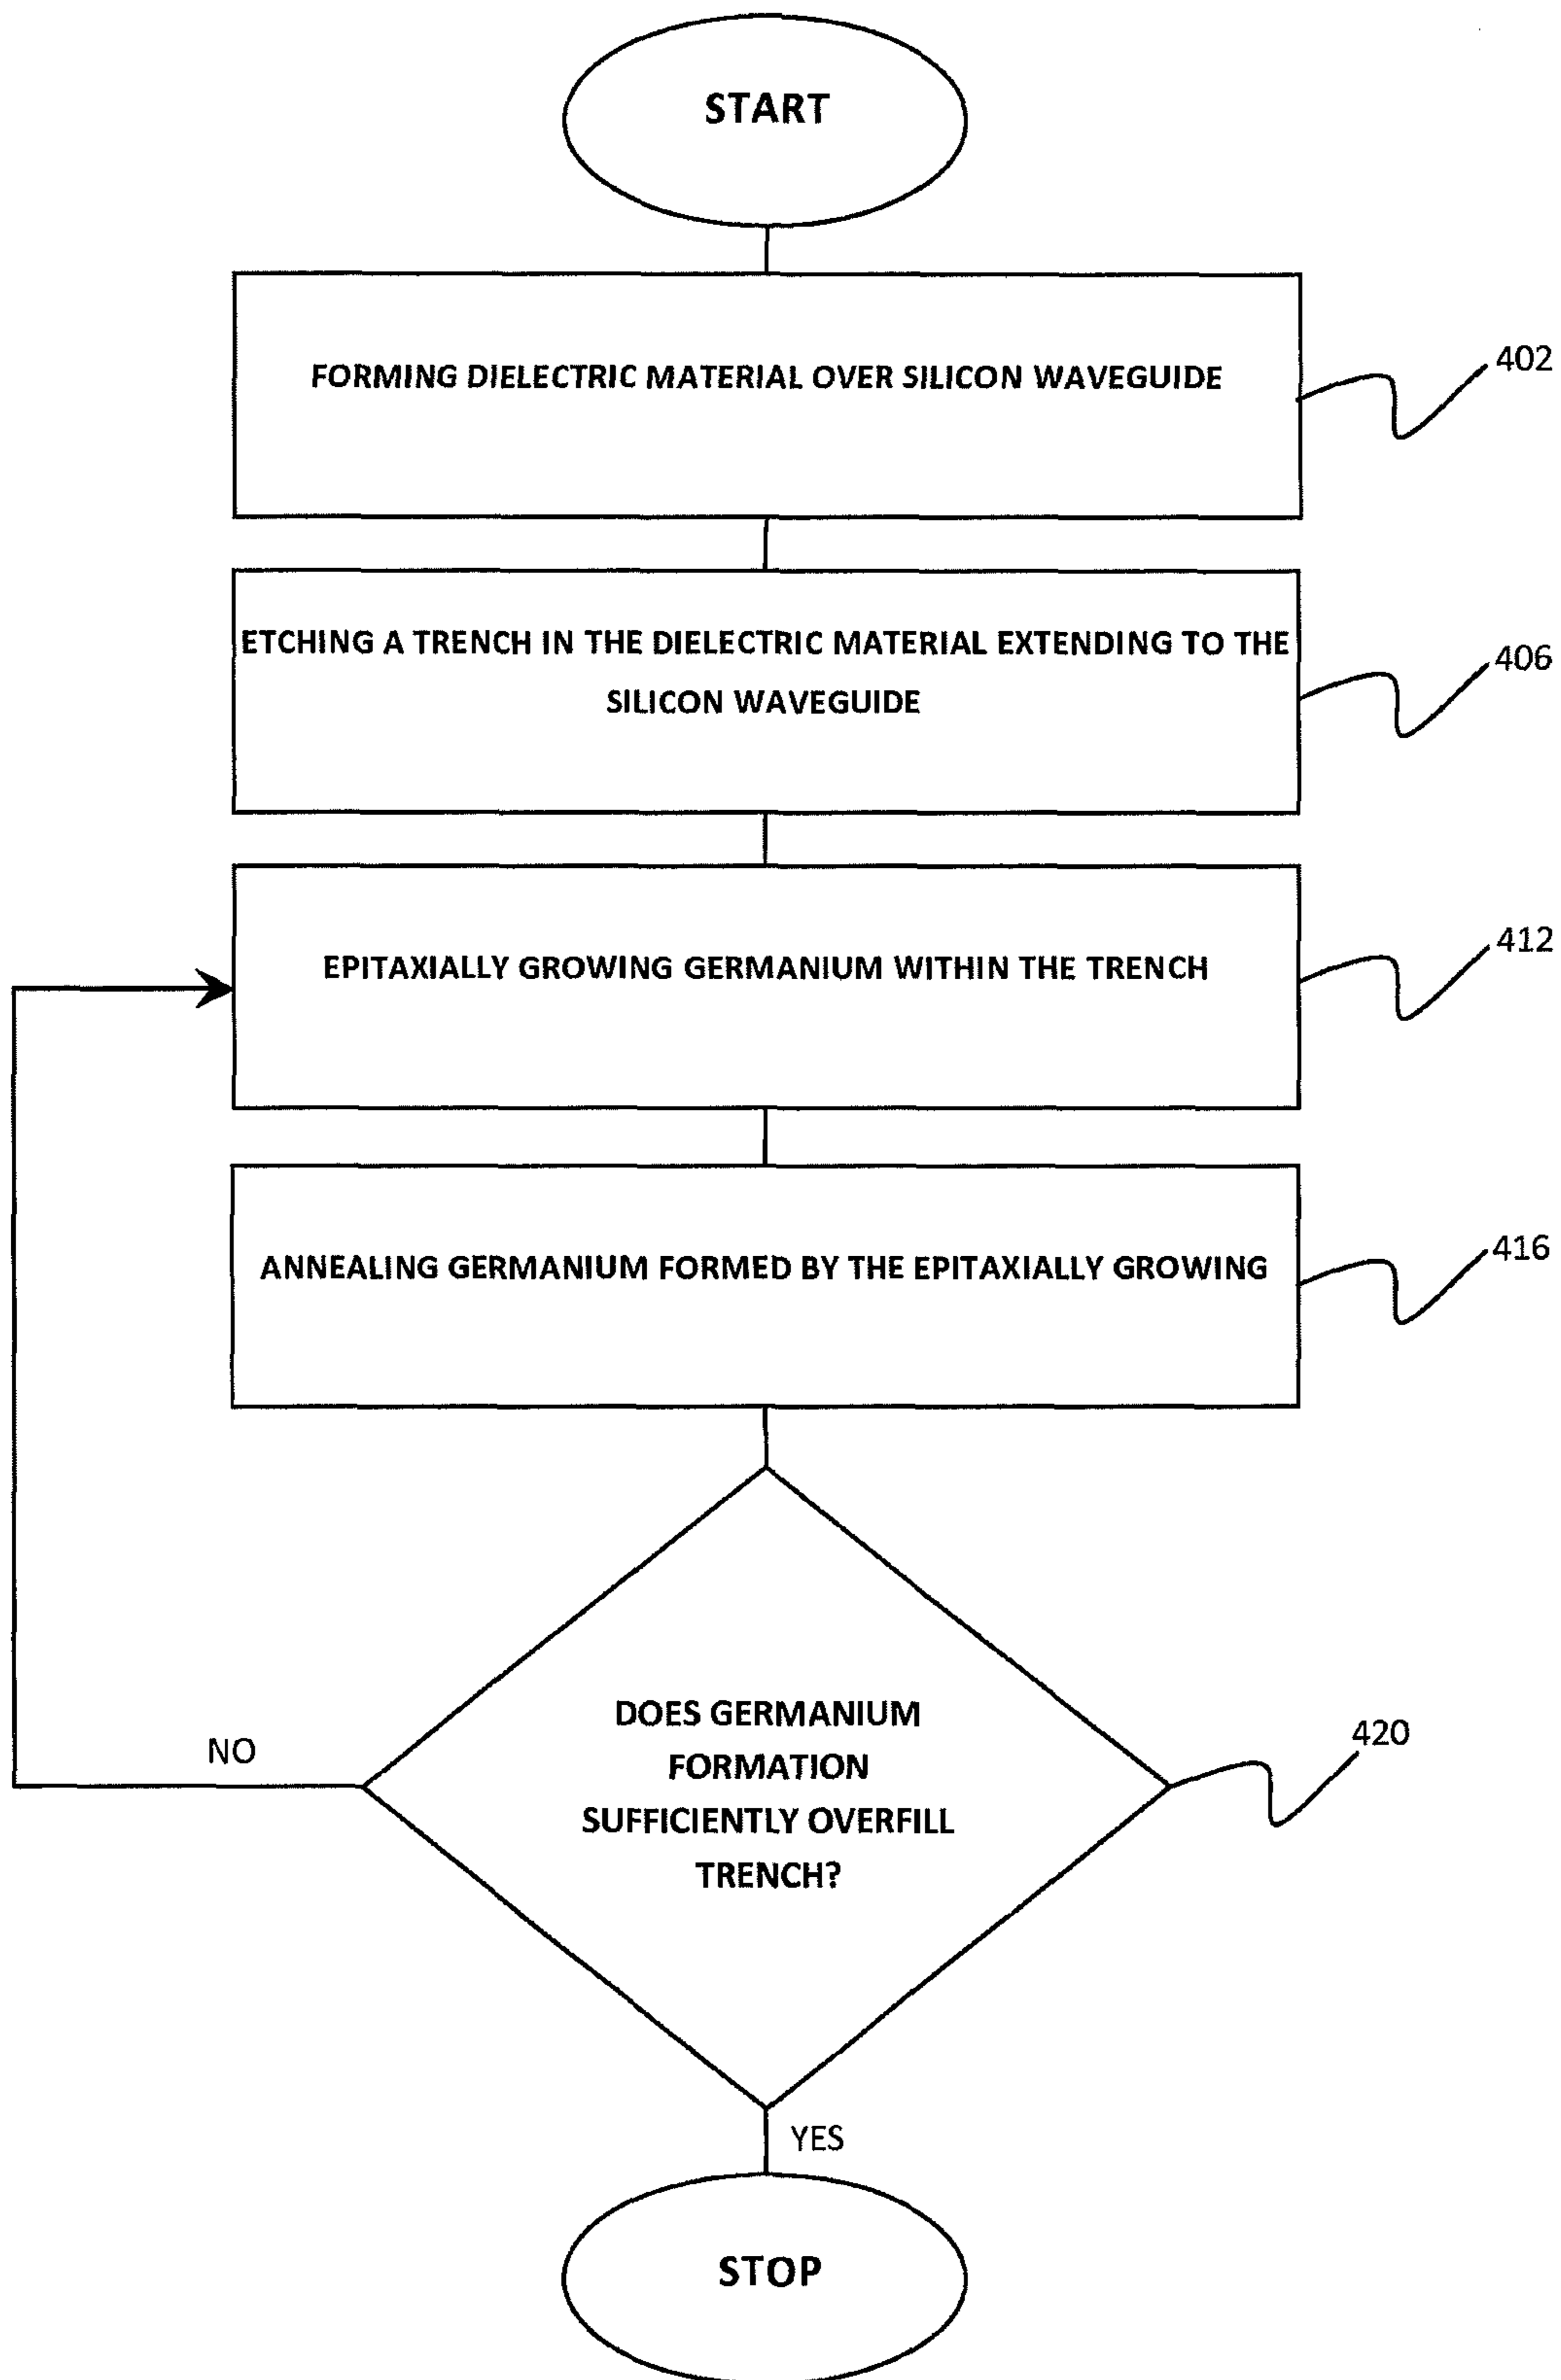 START
FORMING DIELECTRIC MATERIAL OVER SILICON WAVEGUIDE
402
ETCHING A TRENCH IN THE DIELECTRIC MATERIAL EXTENDING TO THE
SILICON WAVEGUIDE
406
EPITAXIALLY GROWING GERMANIUM WITHIN THE TRENCH
412
ANNEALING GERMANIUM FORMED BY THE EPITAXIALLY GROWING
416
DOES GERMANIUM
FORMATION
SUFFICIENTLY OVERFILL
TRENCH?
420
NO
YES
STOP